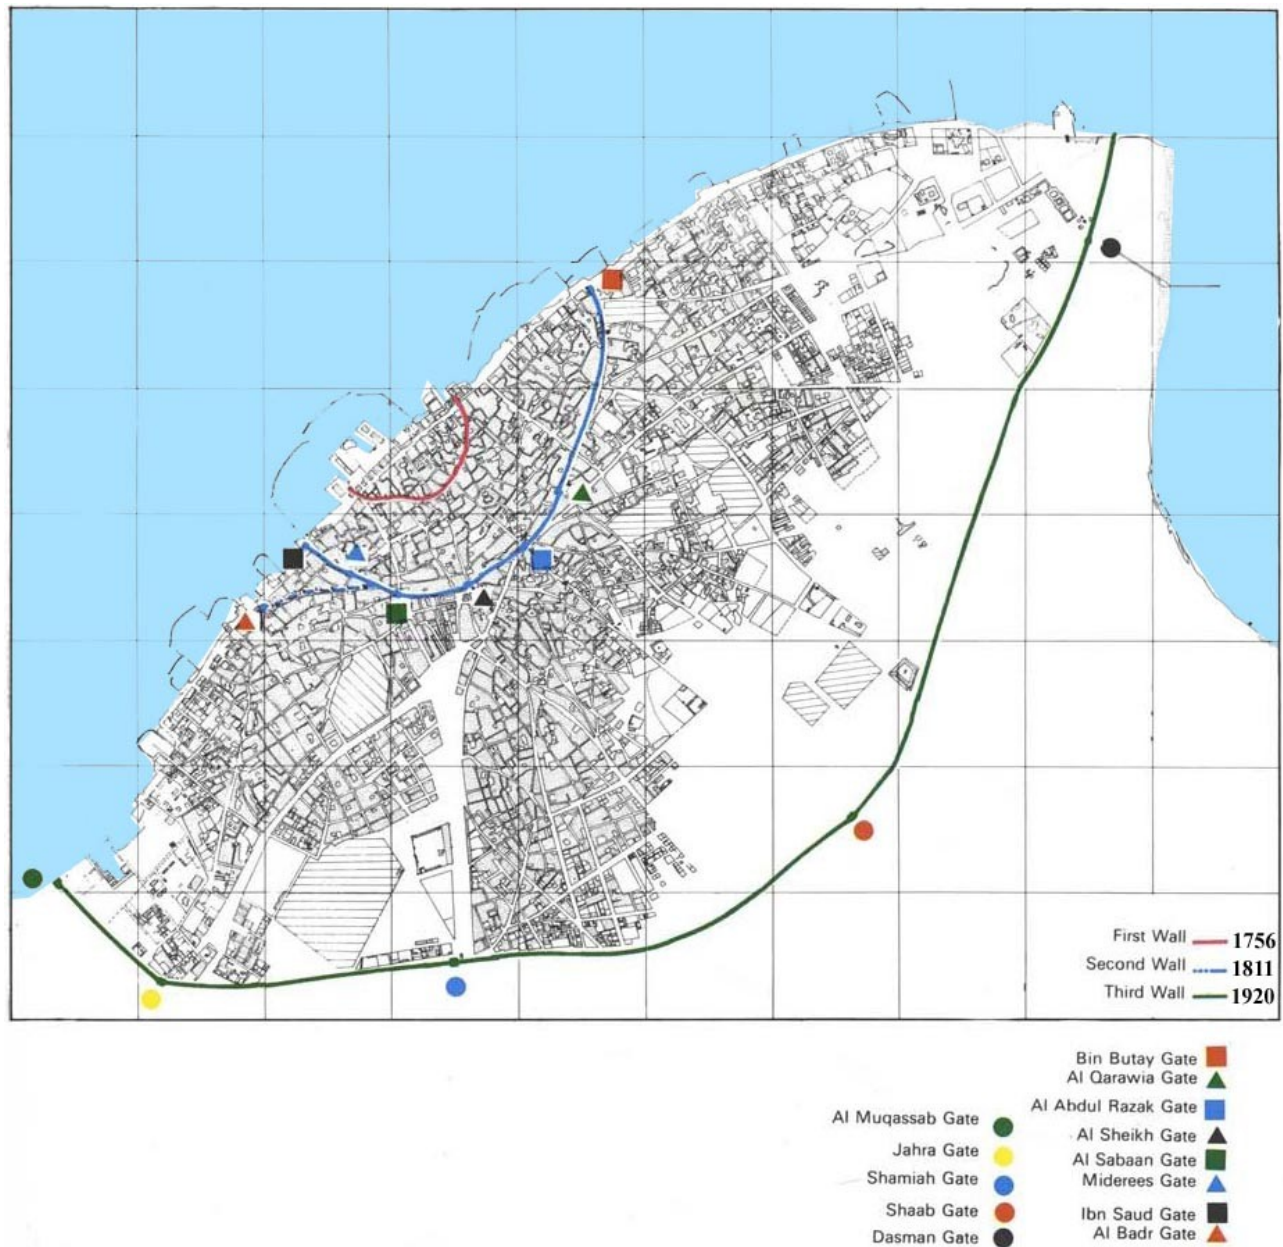 First Wall 1756
Second Wall 1811
Third Wall 1920
Al Muqassab Gate
Jahra Gate
Shamiah Gate
Shaab Gate
Dasman Gate
Bin Butay Gate
Al Qarawia Gate
Al Abdul Razak Gate
Al Sheikh Gate
Al Sabaan Gate
Miderees Gate
Ibn Saud Gate
Al Badr Gate